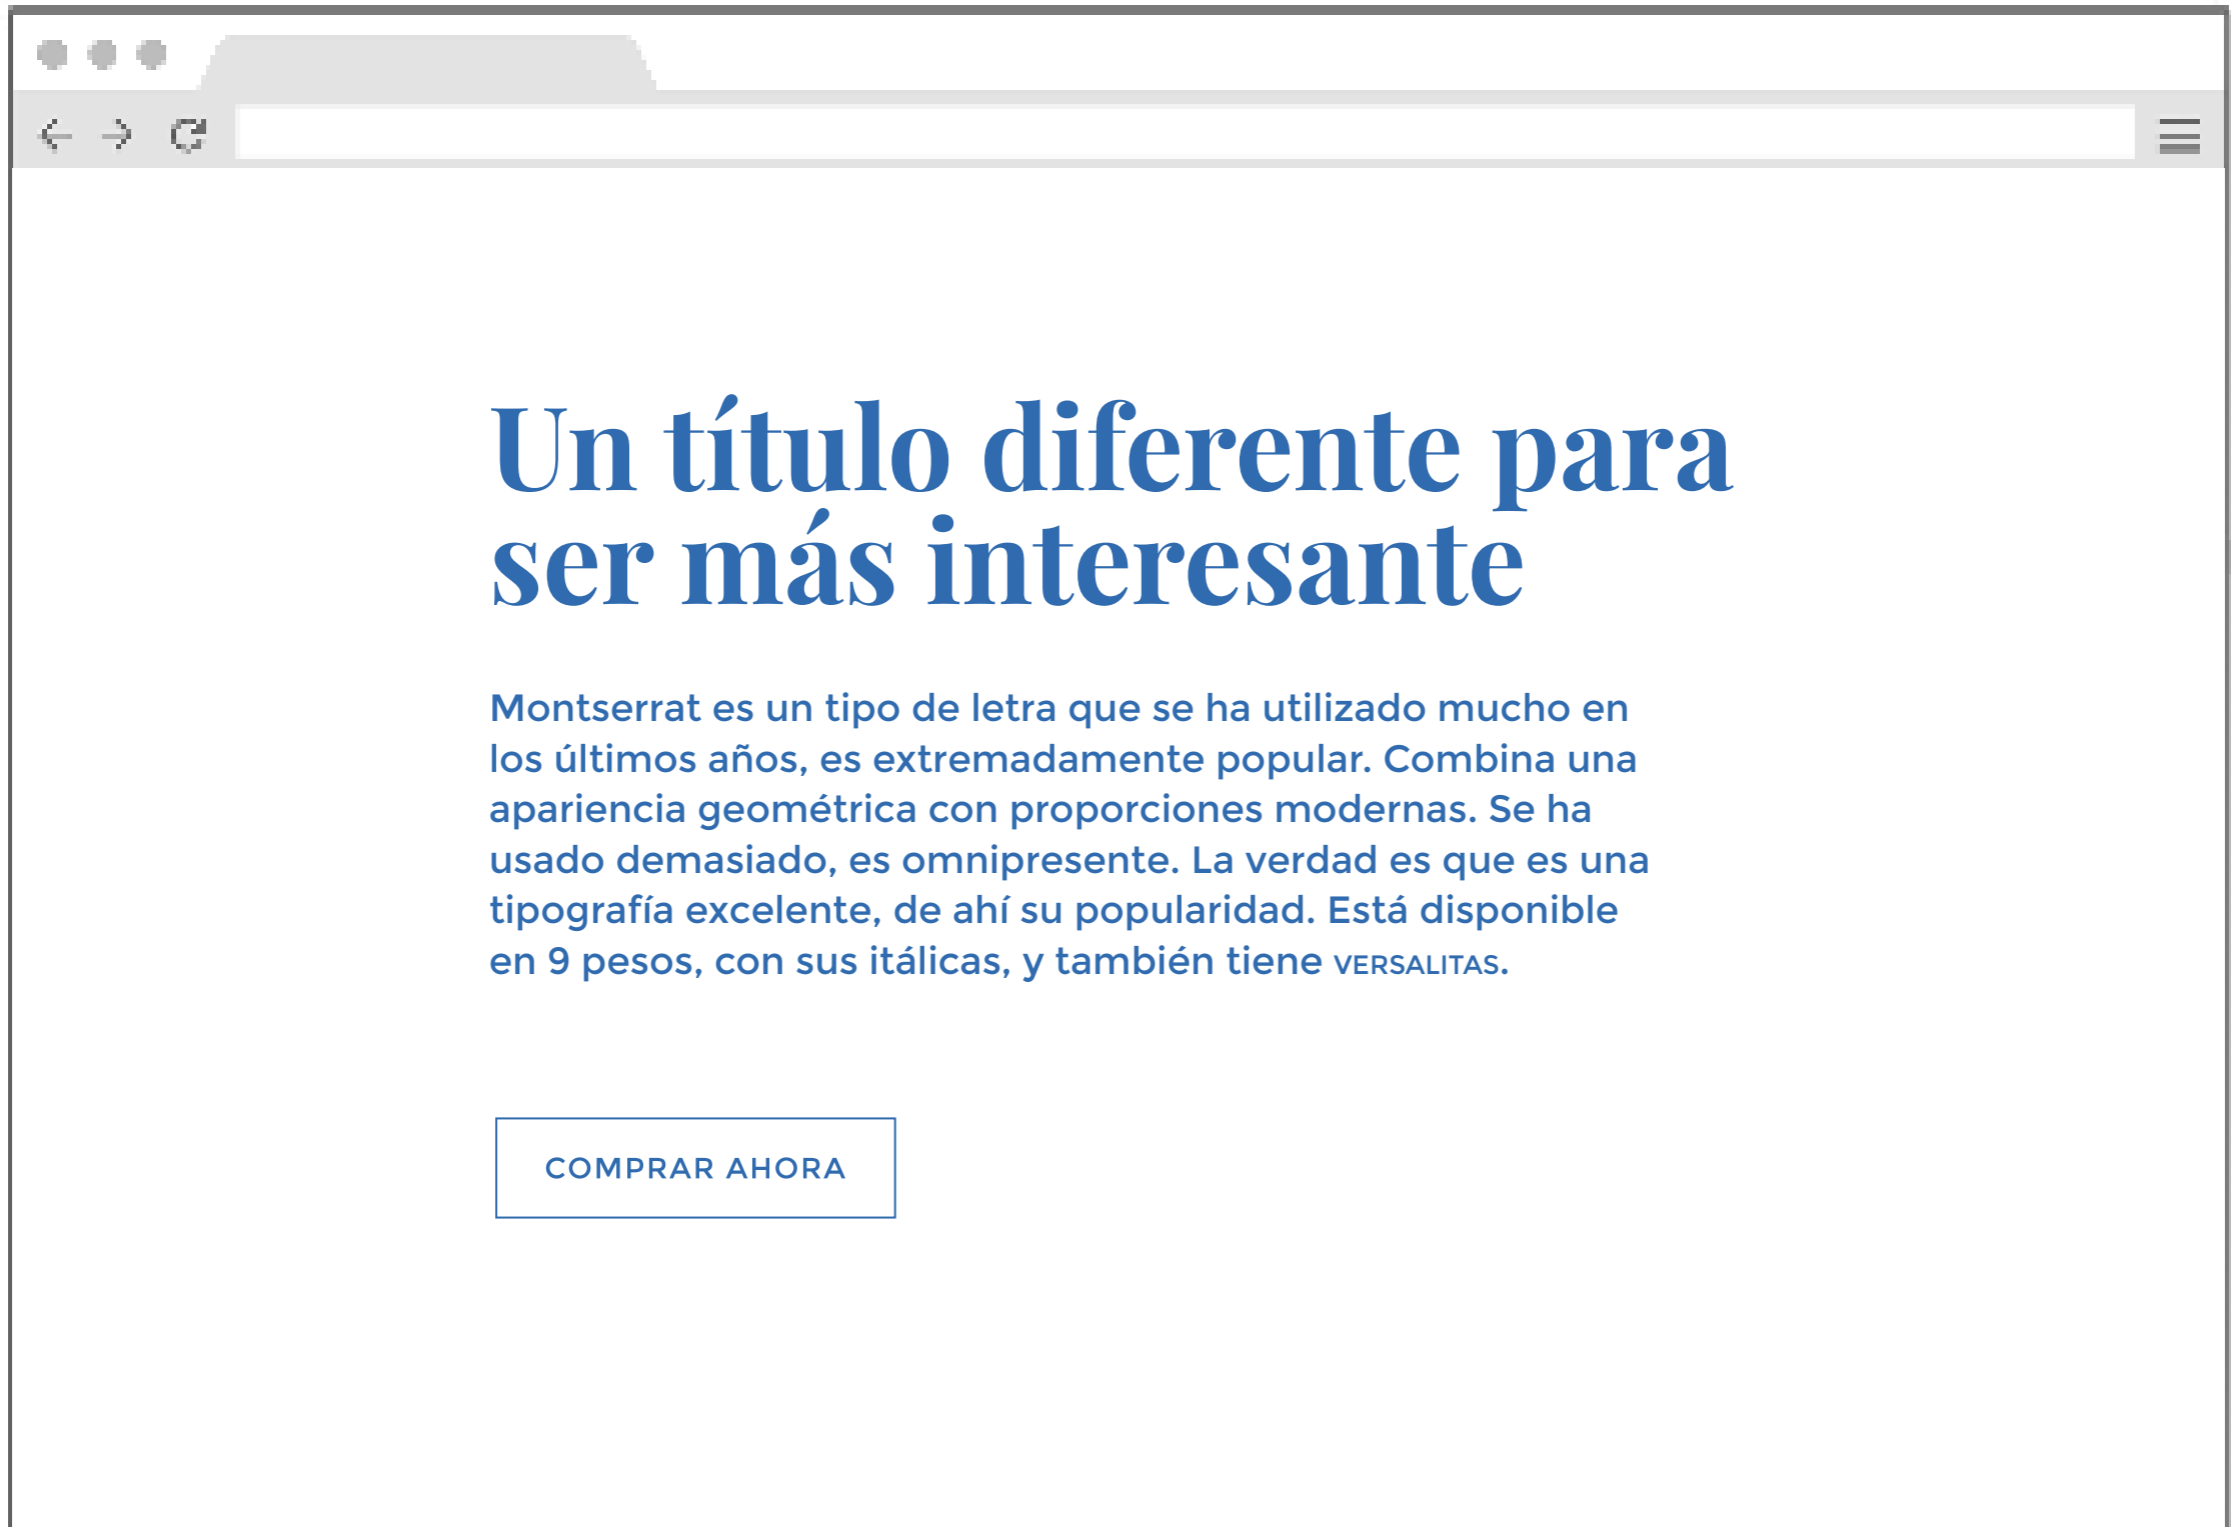 Un título diferente para
ser más interesante
Montserrat es un tipo de letra que se ha utilizado mucho en
los últimos años, es extremadamente popular. Combina una
apariencia geométrica con proporciones modernas. Se ha
usado demasiado, es omnipresente. La verdad es que es una
tipografía excelente, de ahí su popularidad. Está disponible
en 9 pesos, con sus itálicas, y también tiene VERSALITAS.
COMPRAR AHORA